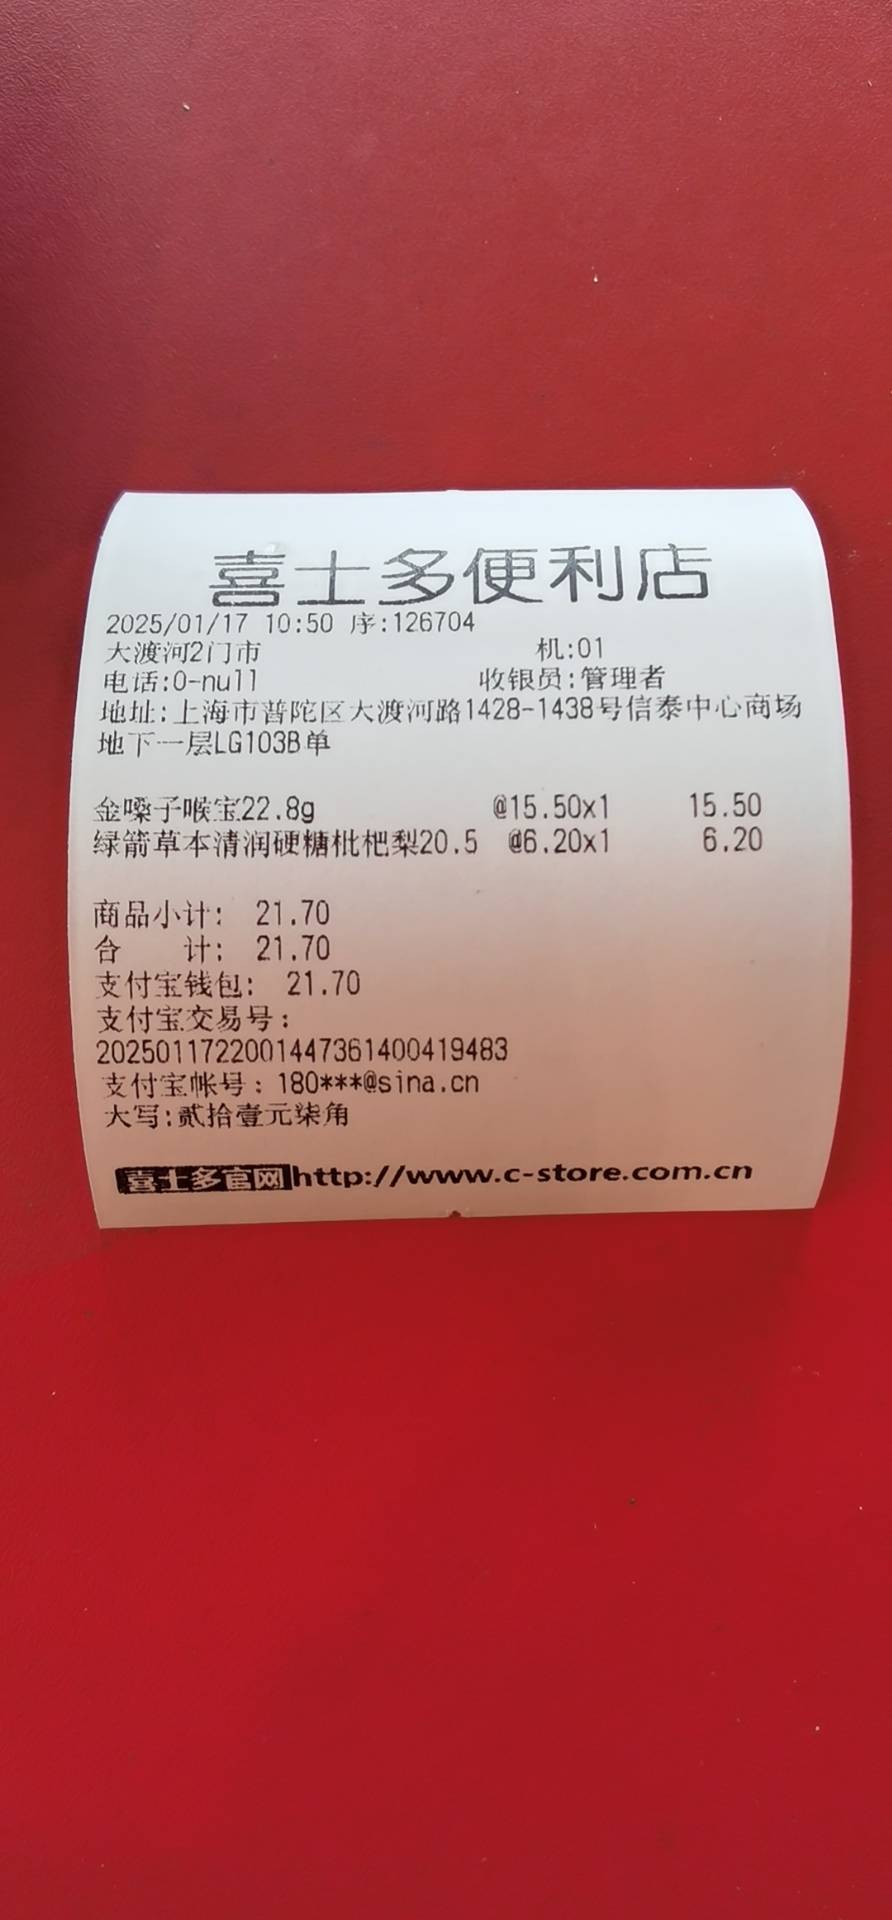 喜士多便利店
2025/01/17 10:50 序:126704
大渡河2门市 机:01
电话:0-null 收银员:管理者
地址:上海市普陀区大渡河路1428-1438号信泰中心商场
地下一层LG103B单
金嗓子喉宝22.8g @15.50x1 15.50
绿箭草本清润硬糖枇杷梨20.5 @6.20x1 6.20
商品小计: 21.70
合 计: 21.70
支付宝钱包: 21.70
支付宝交易号:
2025011722001447361400419483
支付宝帐号:180***@sina.cn
大写:贰拾壹元柒角
喜士多官网http://www.c-store.com.cn